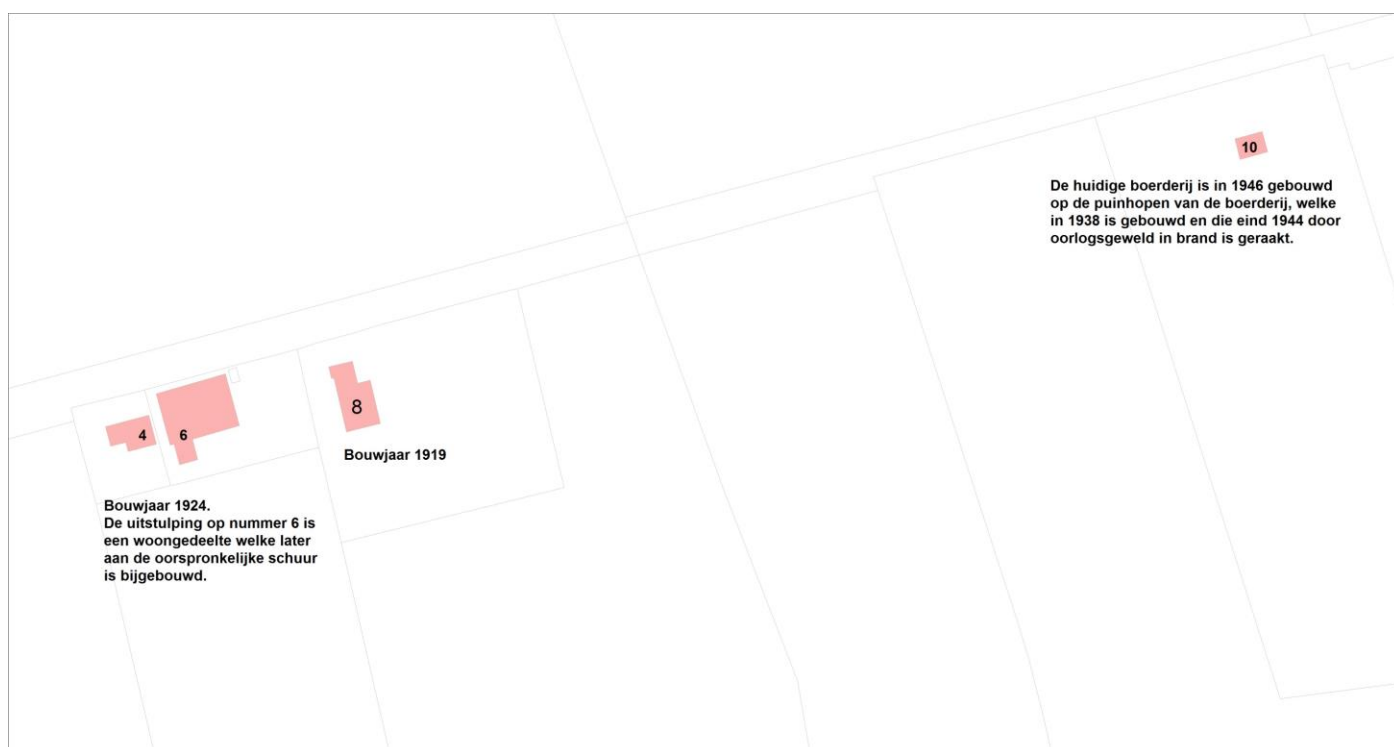 10
De huidige boerderij is in 1946 gebouwd
op de puinhopen van de boerderij, welke
in 1938 is gebouwd en die eind 1944 door
oorlogsgeweld in brand is geraakt.
8
4
6
Bouwjaar 1919
Bouwjaar 1924.
De uitstulping op nummer 6 is
een woongedeelte welke later
aan de oorspronkelijke schuur
is bijgebouwd.